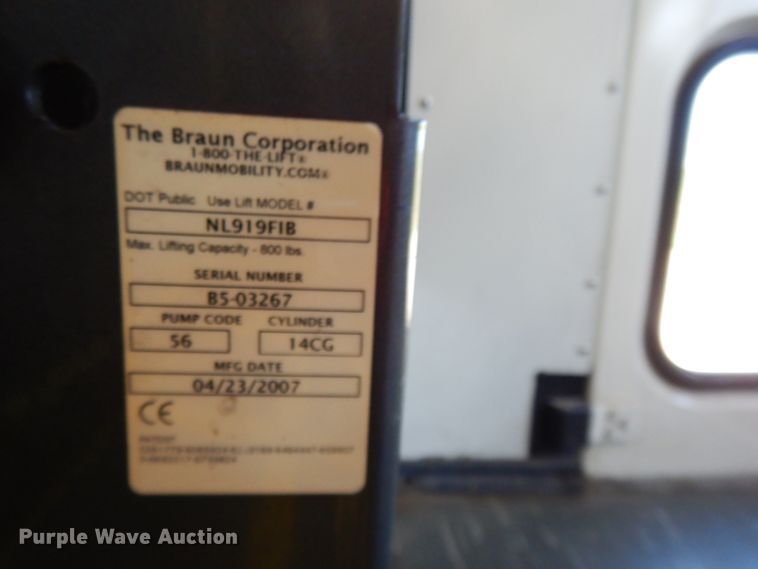 The Braun Corporation
1-800-THE-LIFT®
BRAUNMOBILITY.COM®
DOT Public Use Lift MODEL #
NL919FIB
Max. Lifting Capacity - 800 lbs.
SERIAL NUMBER
B5-03267
PUMP CODE CYLINDER
56 14CG
MFG DATE
04/23/2007
CE
PATENT
Purple Wave Auction